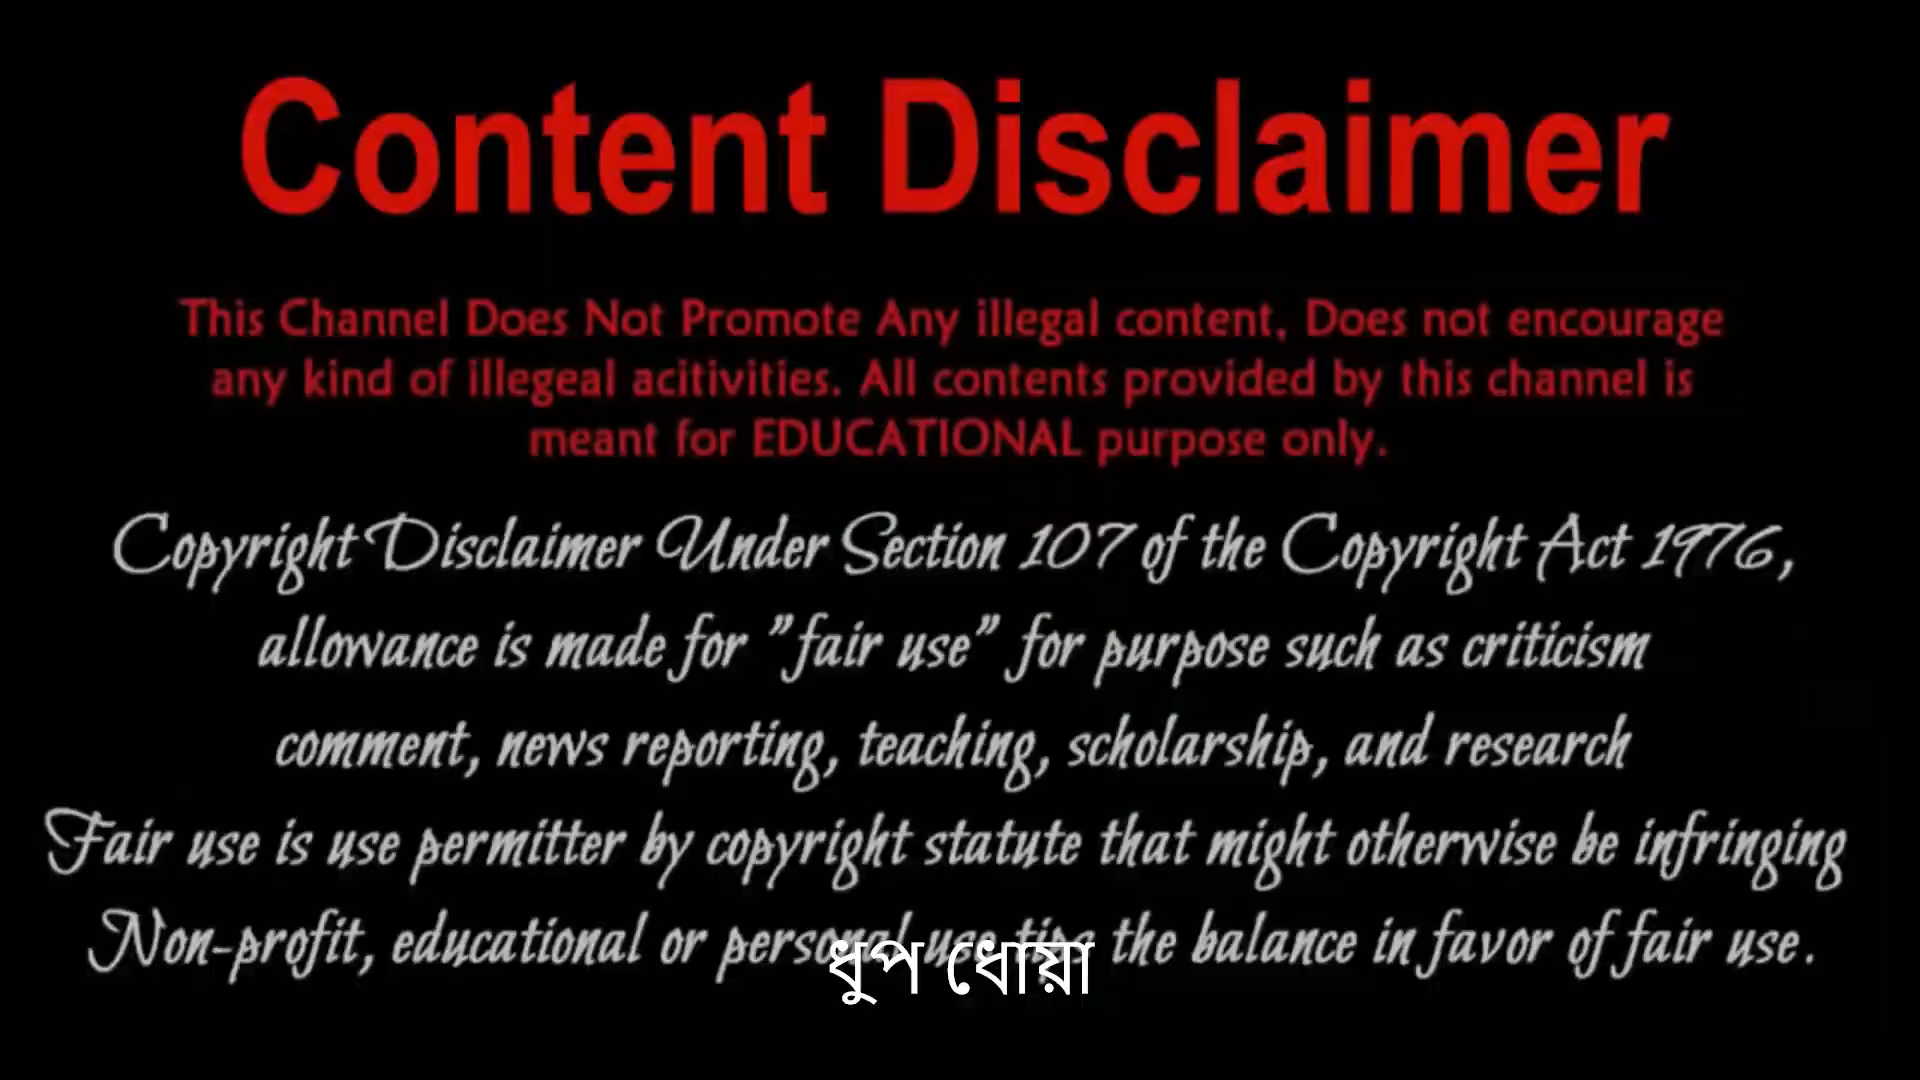 Content Disclaimer
This Channel Does Not Promote Any illegal content, Does not encourage
any kind of illegeal acitivities. All contents provided by this channel is
meant for EDUCATIONAL purpose only.
Copyright Disclaimer Under Section 107 of the Copyright Act 1976,
allowance is made for "fair use" for purpose such as criticism
comment, news reporting, teaching, scholarship, and research
Fair use is use permitter by copyright statute that might otherwise be infringing
Non-profit, educational or personal use tips the balance in favor of fair use.
ধুপ ধোয়া